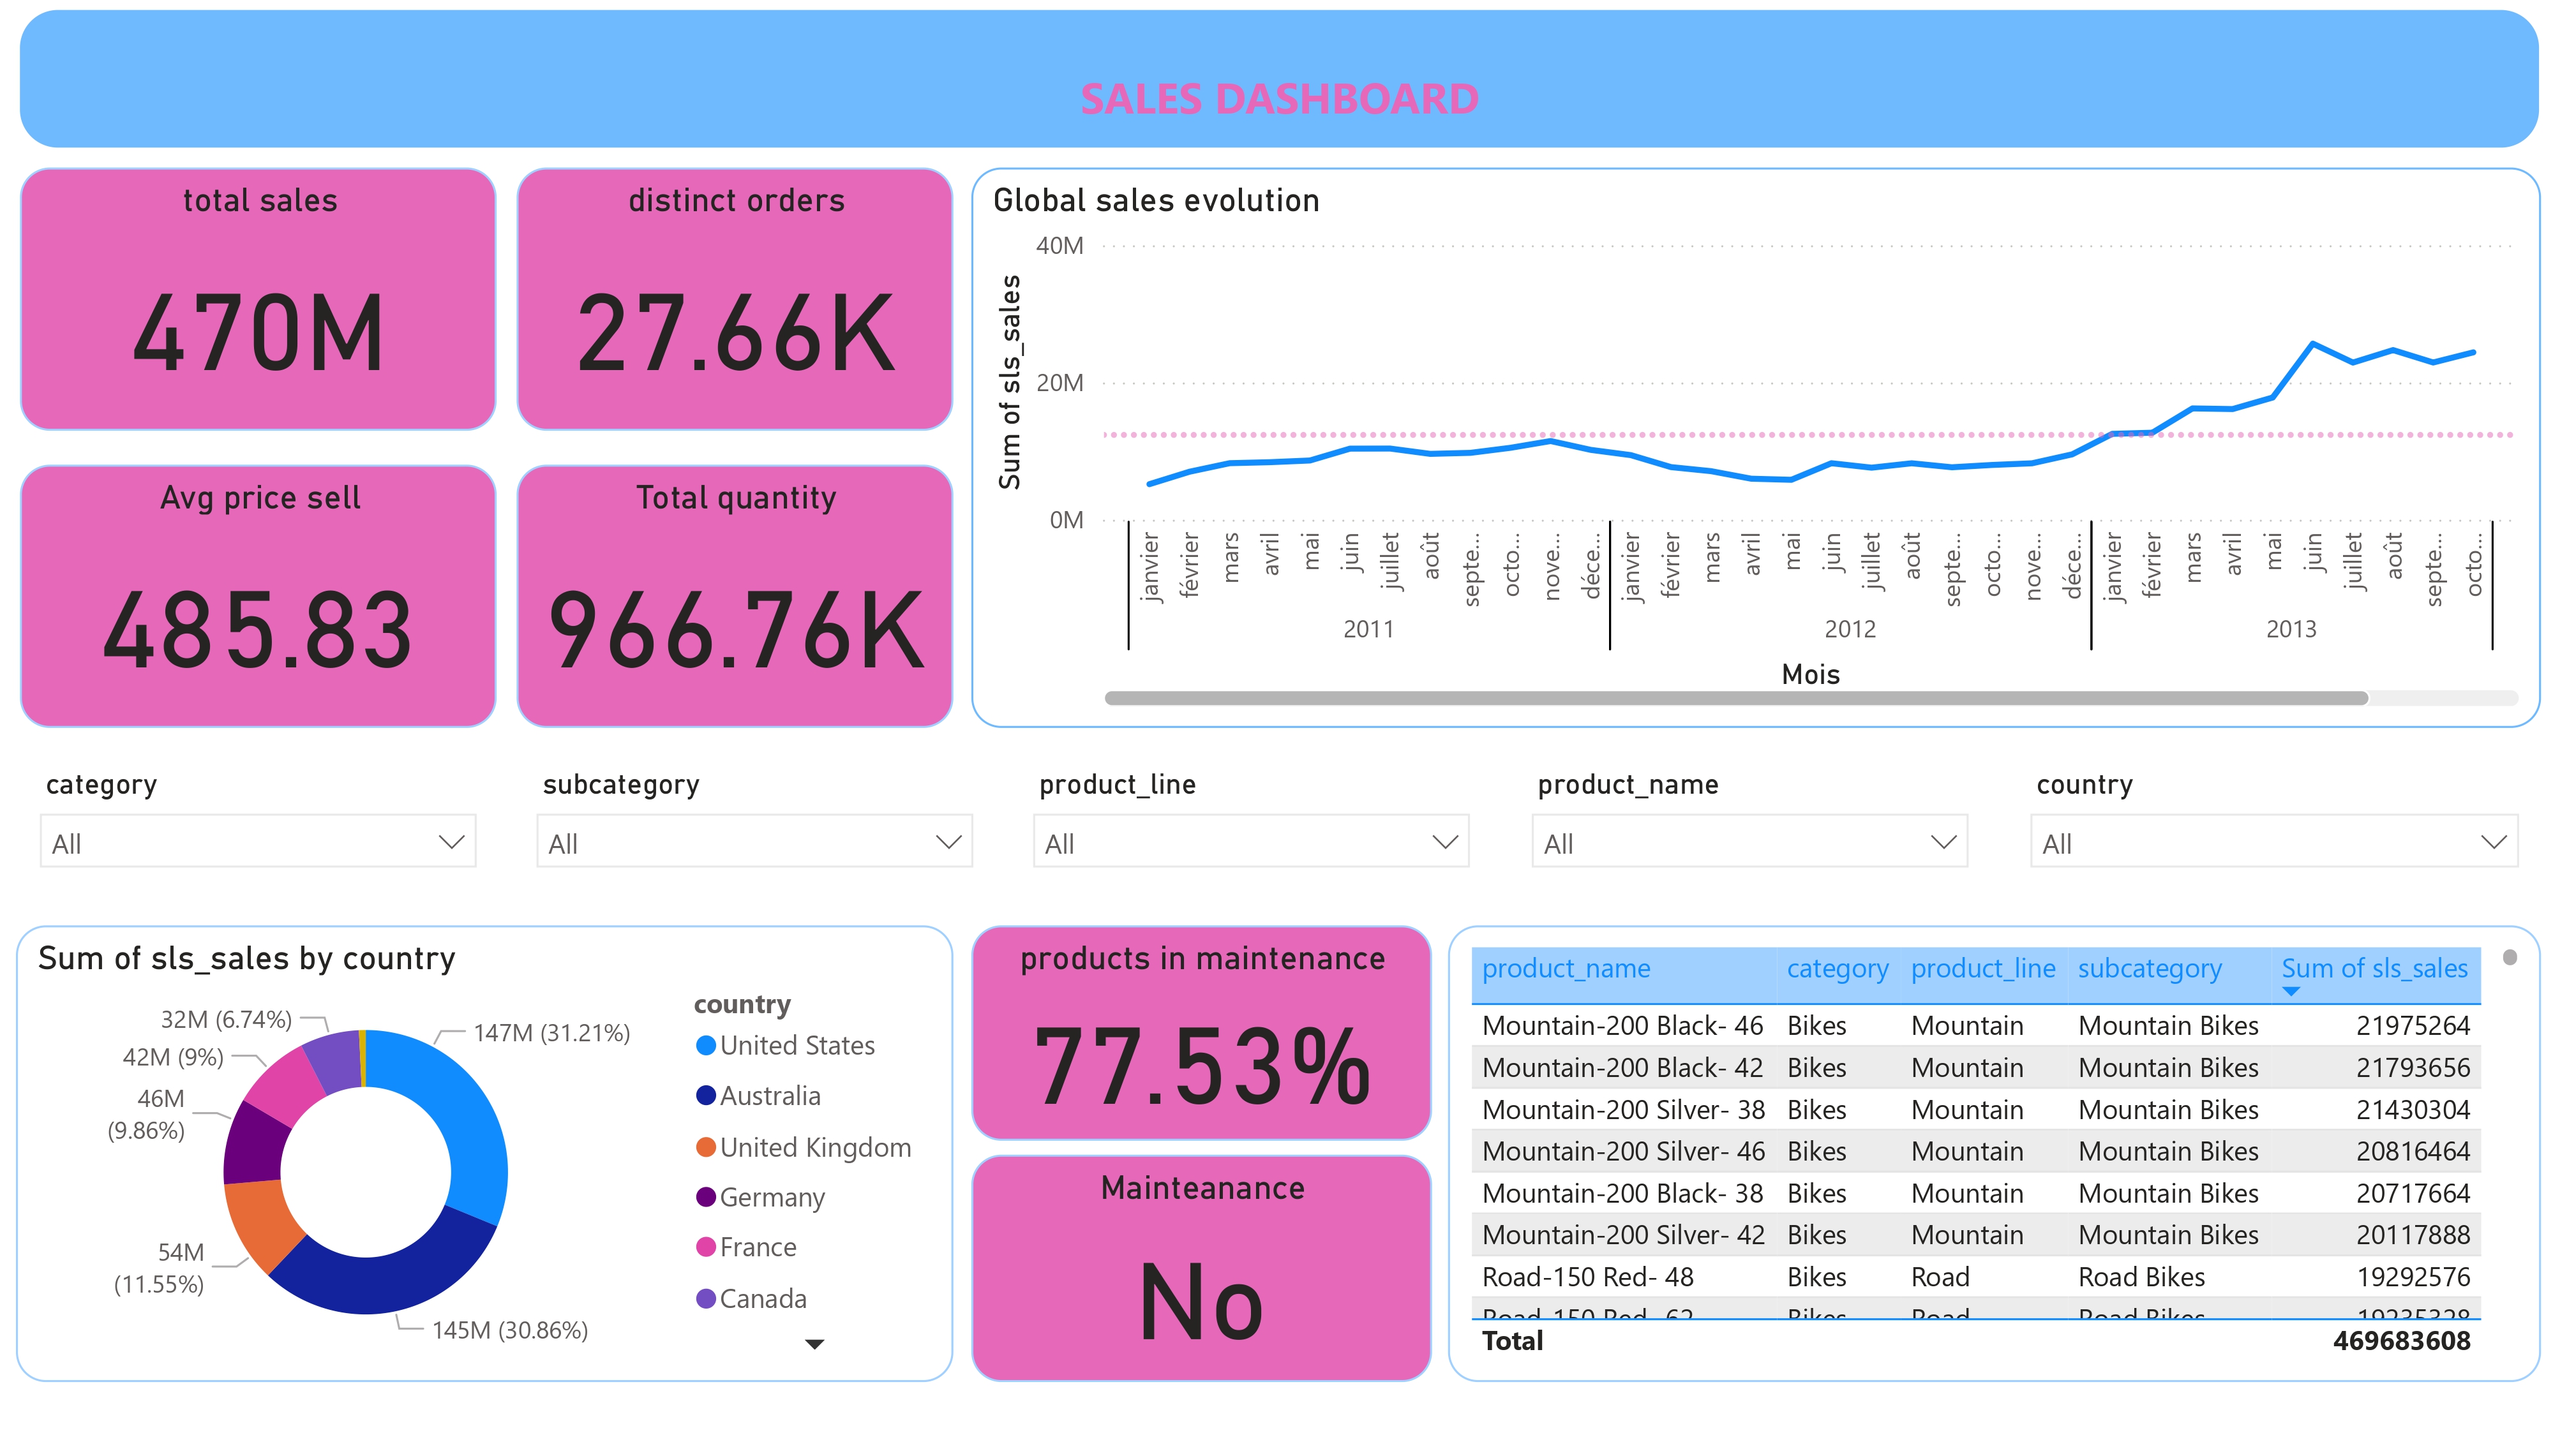 SALES DASHBOARD
total sales
470M
distinct orders
27.66K
Avg price sell
485.83
Total quantity
966.76K
Global sales evolution
Sum of sls_sales
40M
20M
0M
janvier février mars avril mai juin juillet août septe... octo... nove... déce... janvier février mars avril mai juin juillet août septe... octo... nove... déce... janvier février mars avril mai juin juillet août septe... octo...
2011 2012 2013
Mois
category subcategory product_line product_name country
All All All All All
Sum of sls_sales by country
32M (6.74%)
42M (9%)
46M
(9.86%)
54M
(11.55%)
147M (31.21%)
145M (30.86%)
country
United States
Australia
United Kingdom
Germany
France
Canada
products in maintenance
77.53%
Mainteanance
No
product_name category product_line subcategory Sum of sls_sales
Mountain-200 Black- 46 Bikes Mountain Mountain Bikes 21975264
Mountain-200 Black- 42 Bikes Mountain Mountain Bikes 21793656
Mountain-200 Silver- 38 Bikes Mountain Mountain Bikes 21430304
Mountain-200 Silver- 46 Bikes Mountain Mountain Bikes 20816464
Mountain-200 Black- 38 Bikes Mountain Mountain Bikes 20717664
Mountain-200 Silver- 42 Bikes Mountain Mountain Bikes 20117888
Road-150 Red- 48 Bikes Road Road Bikes 19292576
Road-150 Red- 62 Bikes Road Road Bikes 19235328
Total 469683608